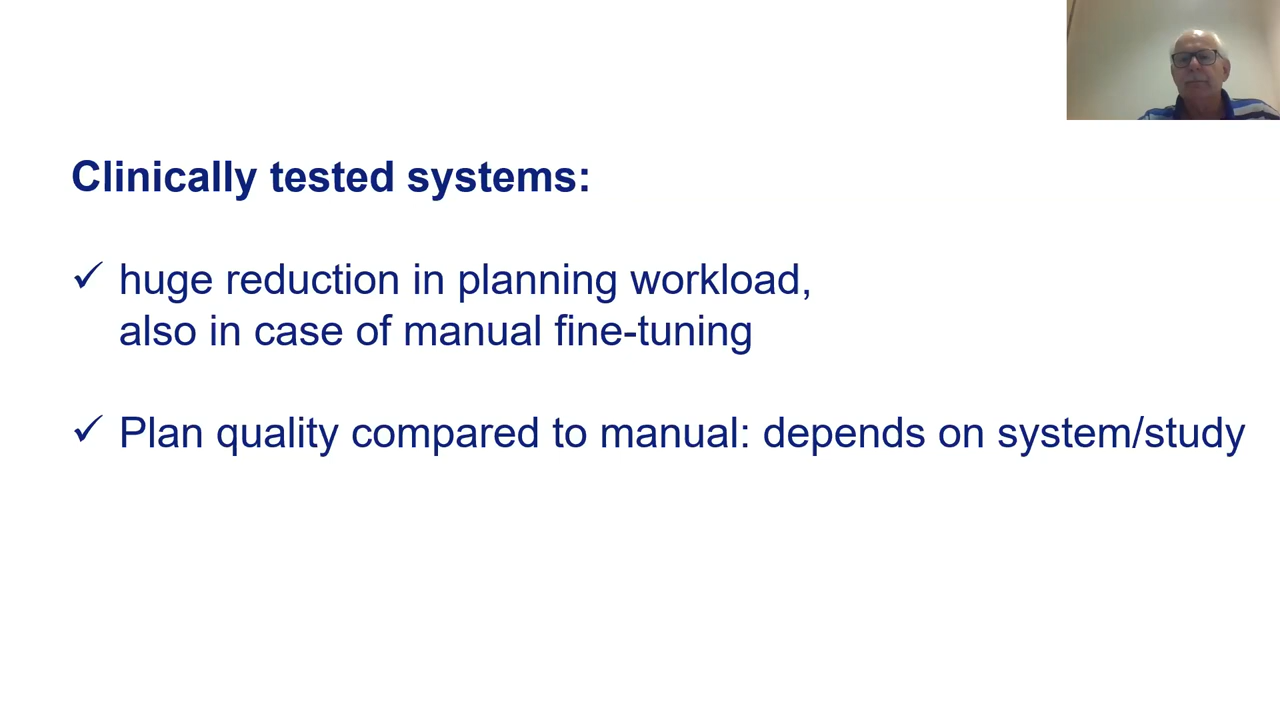 Clinically tested systems:
✓ huge reduction in planning workload,
also in case of manual fine-tuning
✓ Plan quality compared to manual: depends on system/study